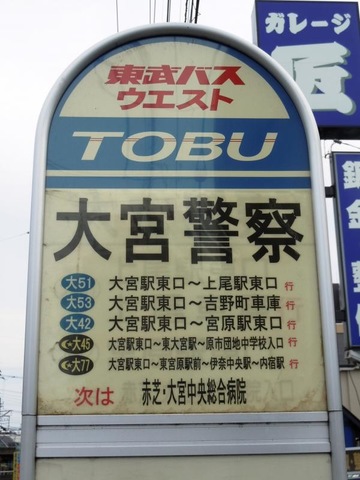 東武バス
ウエスト
TOBU
大宮警察
大51 大宮駅東口〜上尾駅東口 行
大53 大宮駅東口〜吉野町車庫 行
大42 大宮駅東口〜宮原駅東口 行
大45 大宮駅東口〜東大宮駅〜原市団地中学校入口 行
大77 大宮駅東口〜東宮原駅前〜伊奈中央駅〜内宿駅 行
次は 赤芝・大宮中央総合病院
ガレージ
匠
鈑金整備